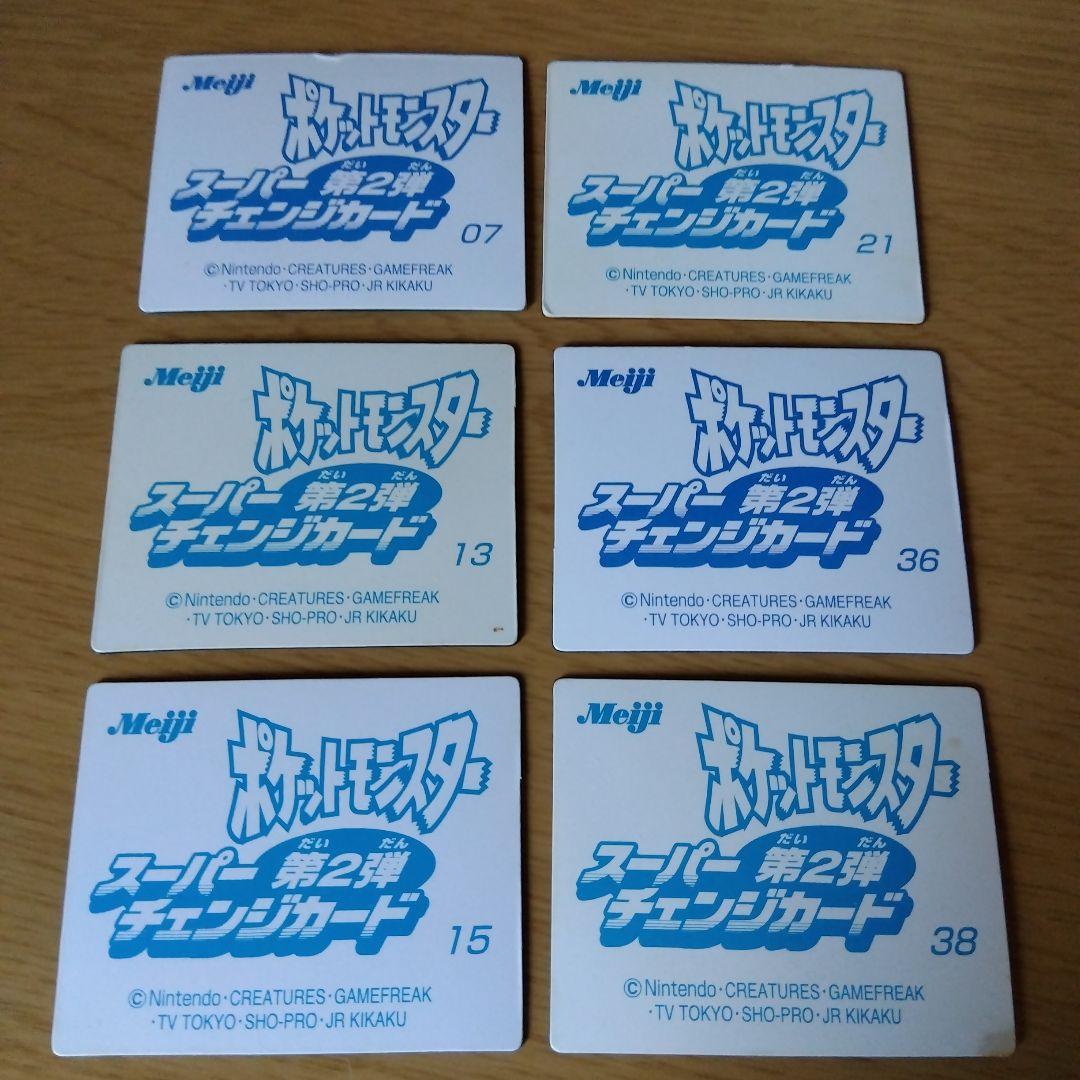 Meiji
ポケットモンスター
だい だん
スーパー 第2弾
チェンジカード
07
©Nintendo・CREATURES・GAMEFREAK
・TV TOKYO・SHO-PRO・JR KIKAKU
Meiji
ポケットモンスター
だい だん
スーパー 第2弾
チェンジカード
21
©Nintendo・CREATURES・GAMEFREAK
・TV TOKYO・SHO-PRO・JR KIKAKU
Meiji
ポケットモンスター
だい だん
スーパー 第2弾
チェンジカード
13
©Nintendo・CREATURES・GAMEFREAK
・TV TOKYO・SHO-PRO・JR KIKAKU
Meiji
ポケットモンスター
だい だん
スーパー 第2弾
チェンジカード
36
©Nintendo・CREATURES・GAMEFREAK
・TV TOKYO・SHO-PRO・JR KIKAKU
Meiji
ポケットモンスター
だい だん
スーパー 第2弾
チェンジカード
15
©Nintendo・CREATURES・GAMEFREAK
・TV TOKYO・SHO-PRO・JR KIKAKU
Meiji
ポケットモンスター
だい だん
スーパー 第2弾
チェンジカード
38
©Nintendo・CREATURES・GAMEFREAK
・TV TOKYO・SHO-PRO・JR KIKAKU